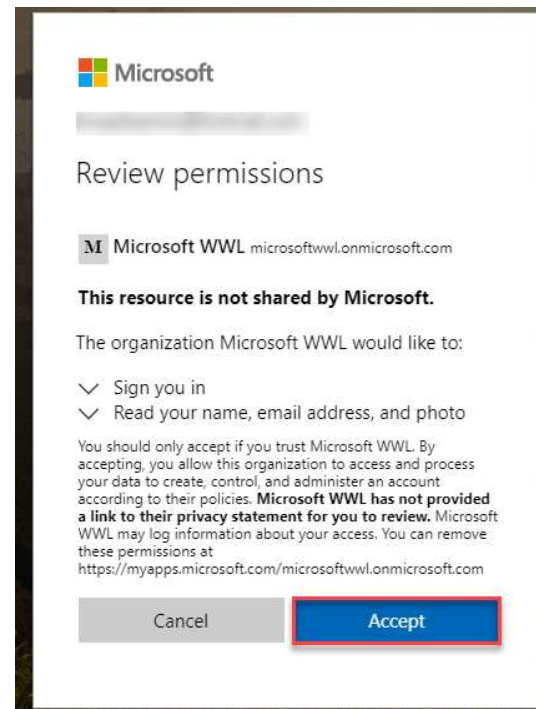 Microsoft
Review permissions
M Microsoft WWL microsoftwwl.onmicrosoft.com
This resource is not shared by Microsoft.
The organization Microsoft WWL would like to:
Sign you in
Read your name, email address, and photo
You should only accept if you trust Microsoft WWL. By
accepting, you allow this organization to access and process
your data to create, control, and administer an account
according to their policies. Microsoft WWL has not provided
a link to their privacy statement for you to review. Microsoft
WWL may log information about your access. You can remove
these permissions at
https://myapps.microsoft.com/microsoftwwl.onmicrosoft.com
Cancel Accept